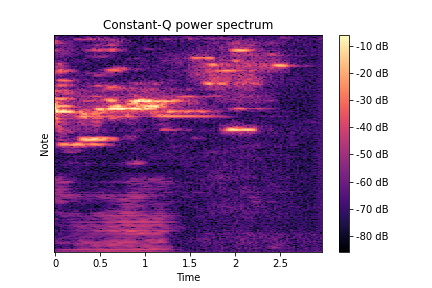 Constant-Q power spectrum
Note
0
0.5
1
1.5
2
2.5
Time
-10 dB
-20 dB
-30 dB
-40 dB
-50 dB
-60 dB
-70 dB
-80 dB